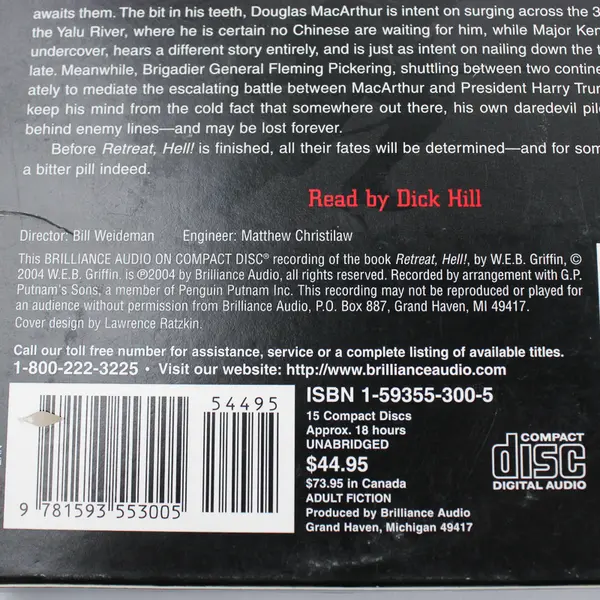 awaits them. The bit in his teeth, Douglas MacArthur is intent on surging across the 3
the Yalu River, where he is certain no Chinese are waiting for him, while Major Ken
undercover, hears a different story entirely, and is just as intent on nailing down the t
late. Meanwhile, Brigadier General Fleming Pickering, shuttling between two contine
ately to mediate the escalating battle between MacArthur and President Harry Trum
keep his mind from the cold fact that somewhere out there, his own daredevil pil
behind enemy lines—and may be lost forever.
Before Retreat, Hell! is finished, all their fates will be determined—and for som
a bitter pill indeed.
Read by Dick Hill
Director: Bill Weideman Engineer: Matthew Christilaw
This BRILLIANCE AUDIO ON COMPACT DISC® recording of the book Retreat, Hell!, by W.E.B. Griffin, ©
2004 W.E.B. Griffin. is ℗2004 by Brilliance Audio, all rights reserved. Recorded by arrangement with G.P.
Putnam's Sons, a member of Penguin Putnam Inc. This recording may not be reproduced or played for
an audience without permission from Brilliance Audio, P.O. Box 887, Grand Haven, MI 49417.
Cover design by Lawrence Ratzkin.
Call our toll free number for assistance, service or a complete listing of available titles.
1-800-222-3225 • Visit our website: http://www.brillianceaudio.com
54495
9 781593 553005
ISBN 1-59355-300-5
15 Compact Discs
Approx. 18 hours
UNABRIDGED
$44.95
$73.95 in Canada
ADULT FICTION
Produced by Brilliance Audio
Grand Haven, Michigan 49417
COMPACT
disc
DIGITAL AUDIO